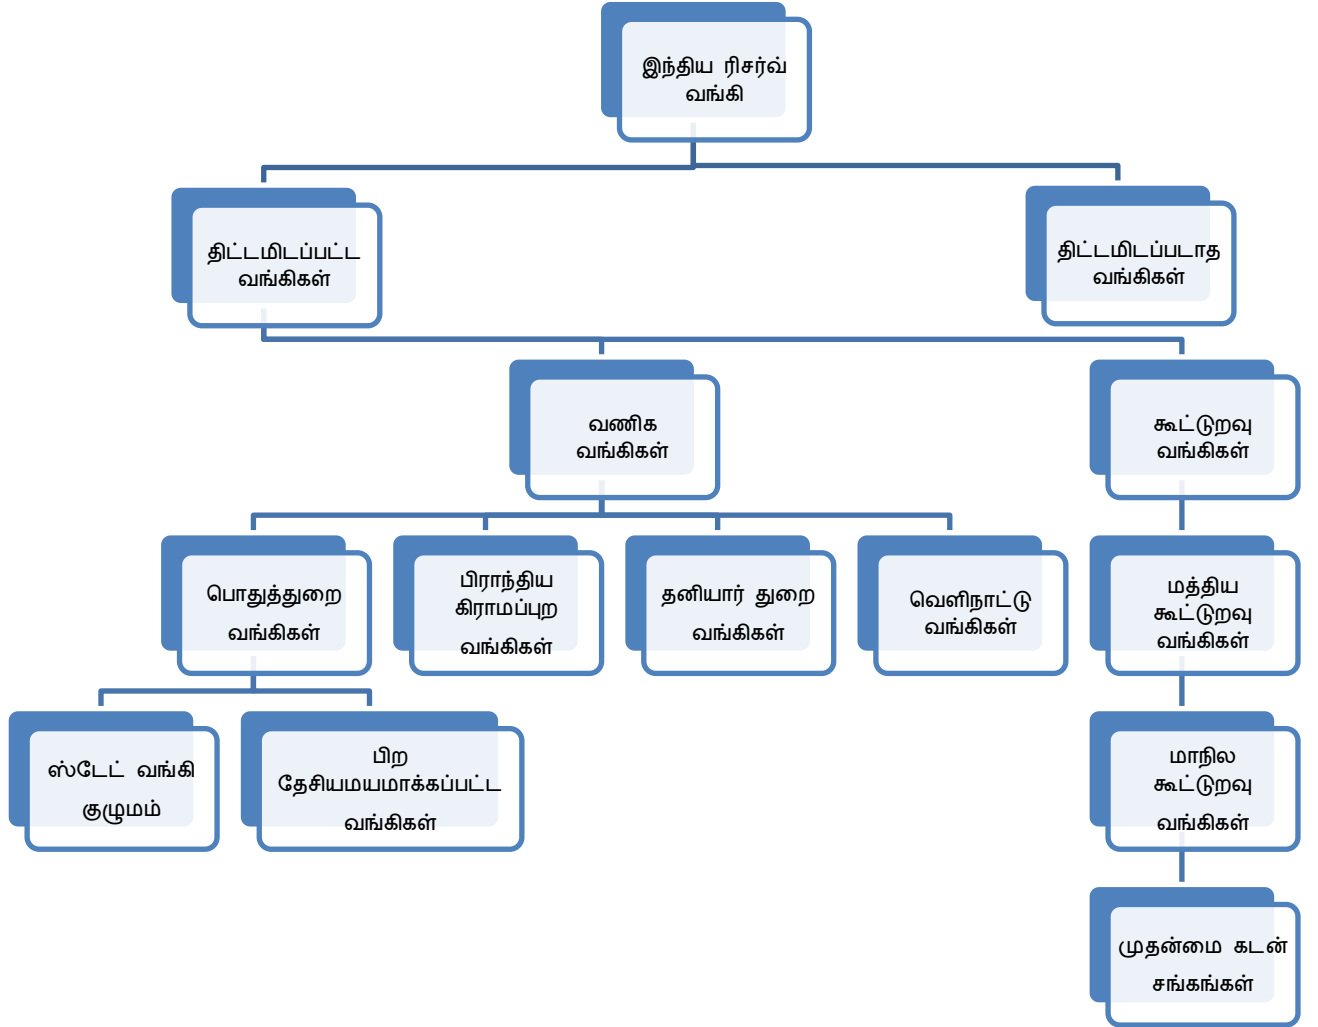 இந்திய ரிசர்வ்
வங்கி
திட்டமிடப்பட்ட
வங்கிகள்
திட்டமிடப்படாத
வங்கிகள்
வணிக
வங்கிகள்
கூட்டுறவு
வங்கிகள்
பொதுத்துறை
வங்கிகள்
பிராந்திய
கிராமப்புற
வங்கிகள்
தனியார் துறை
வங்கிகள்
வெளிநாட்டு
வங்கிகள்
மத்திய
கூட்டுறவு
வங்கிகள்
ஸ்டேட் வங்கி
குழுமம்
பிற
தேசியமயமாக்கப்பட்ட
வங்கிகள்
மாநில
கூட்டுறவு
வங்கிகள்
முதன்மை கடன்
சங்கங்கள்